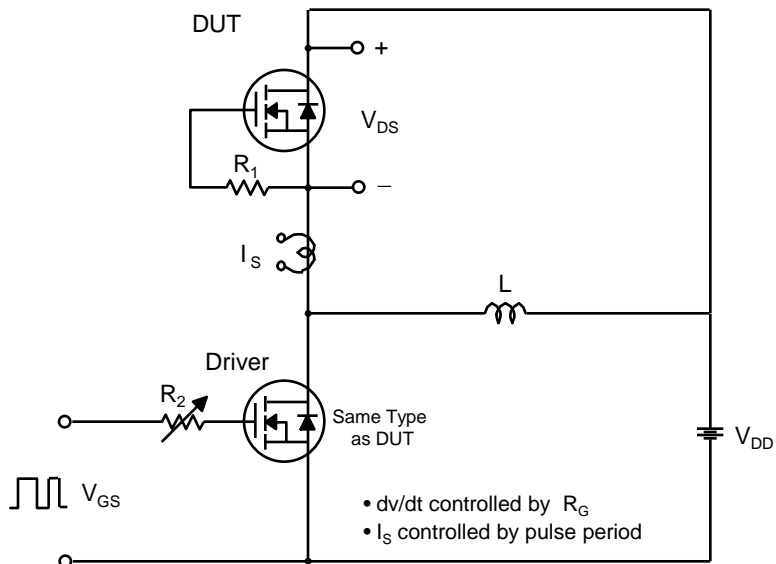 DUT
+
V_DS
R_1
−
I_S
L
Driver
R_2
Same Type
as DUT
V_DD
V_GS
• dv/dt controlled by R_G
• I_S controlled by pulse period